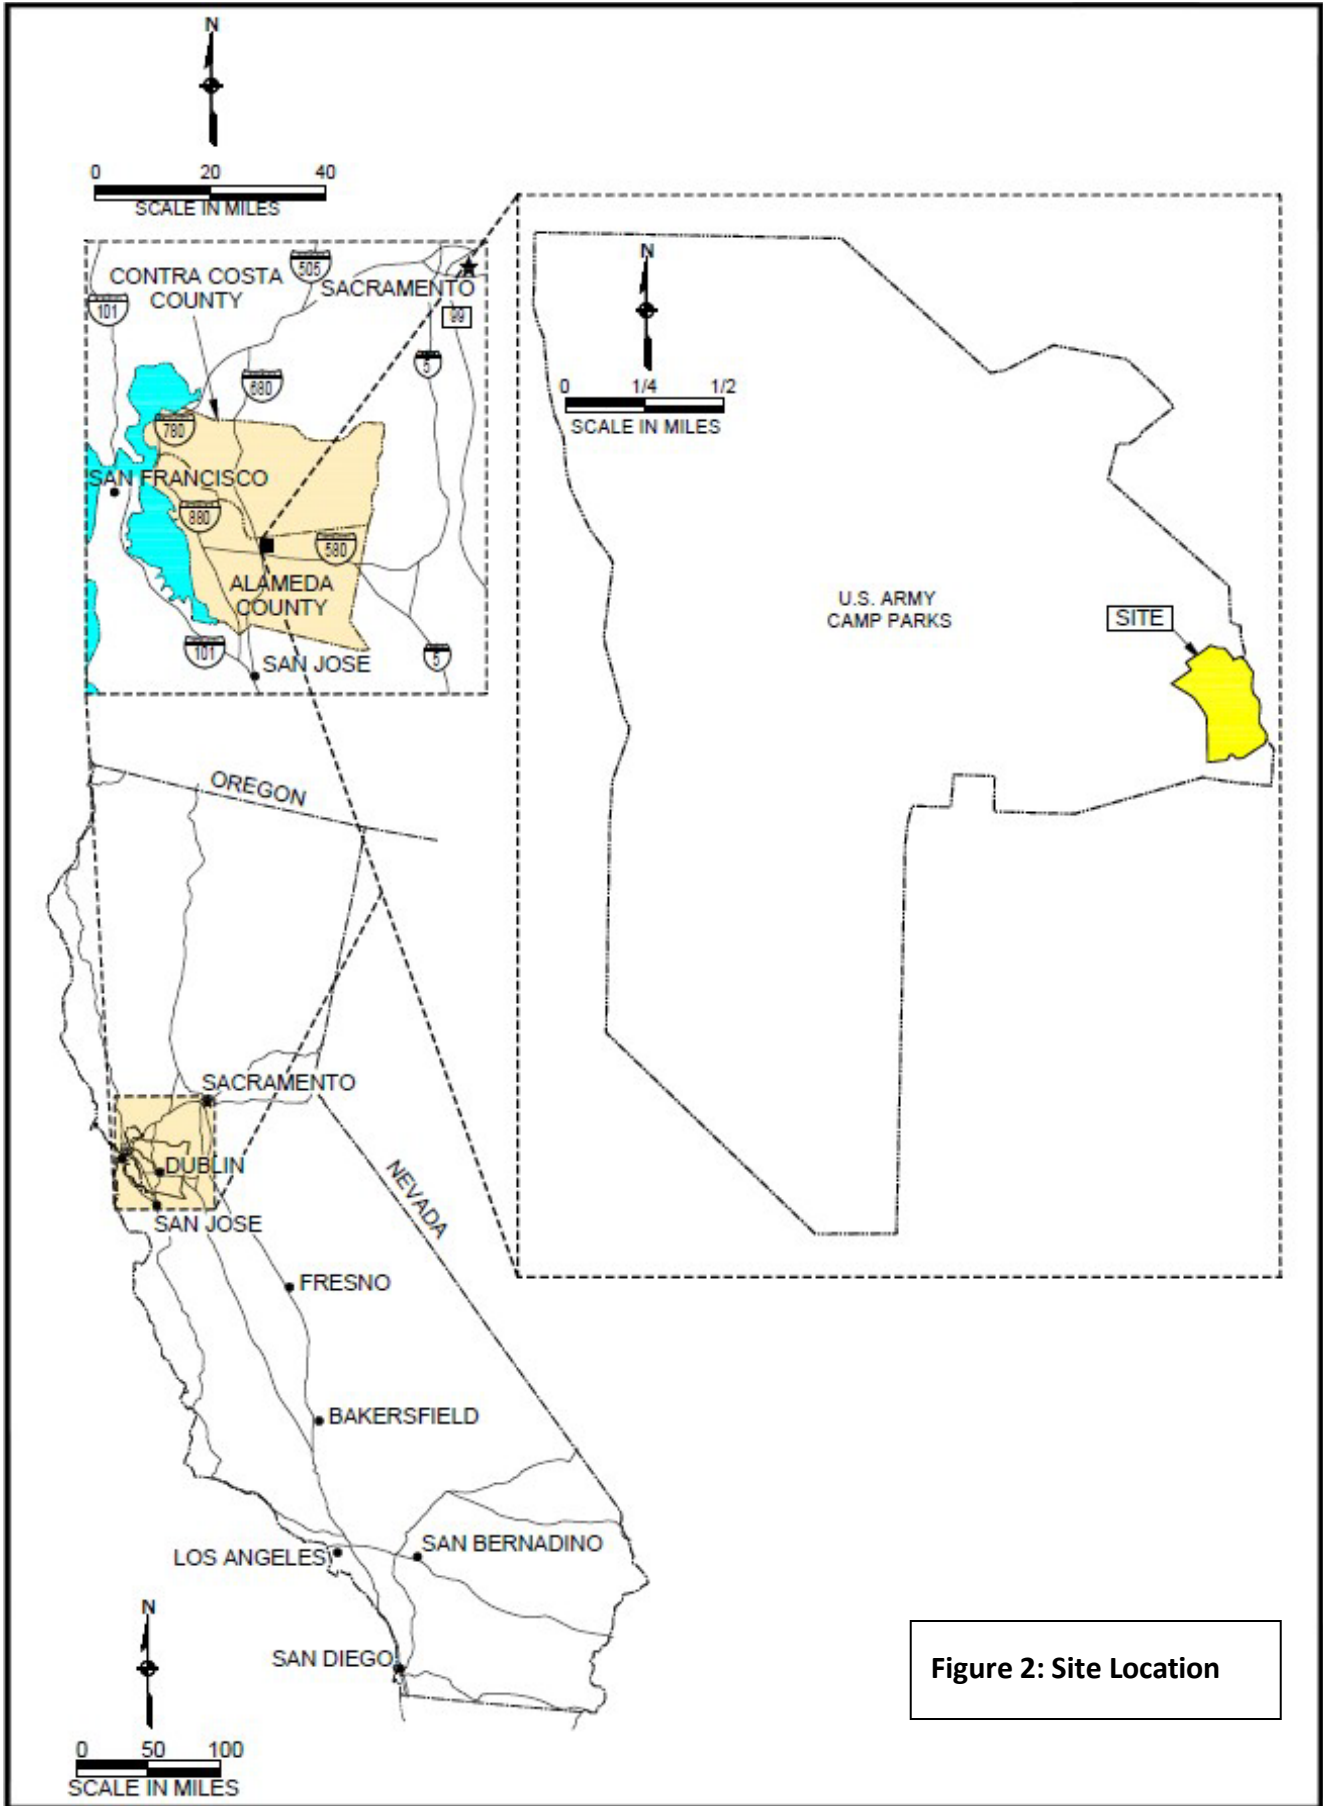 N
0 20 40
SCALE IN MILES
CONTRA COSTA
COUNTY
505
SACRAMENTO
101
99
5
680
780
SAN FRANCISCO
880
580
ALAMEDA
COUNTY
101
5
SAN JOSE
N
0 1/4 1/2
SCALE IN MILES
U.S. ARMY
CAMP PARKS
SITE
OREGON
SACRAMENTO
DUBLIN
SAN JOSE
NEVADA
FRESNO
BAKERSFIELD
LOS ANGELES
SAN BERNADINO
SAN DIEGO
N
0 50 100
SCALE IN MILES
Figure 2: Site Location